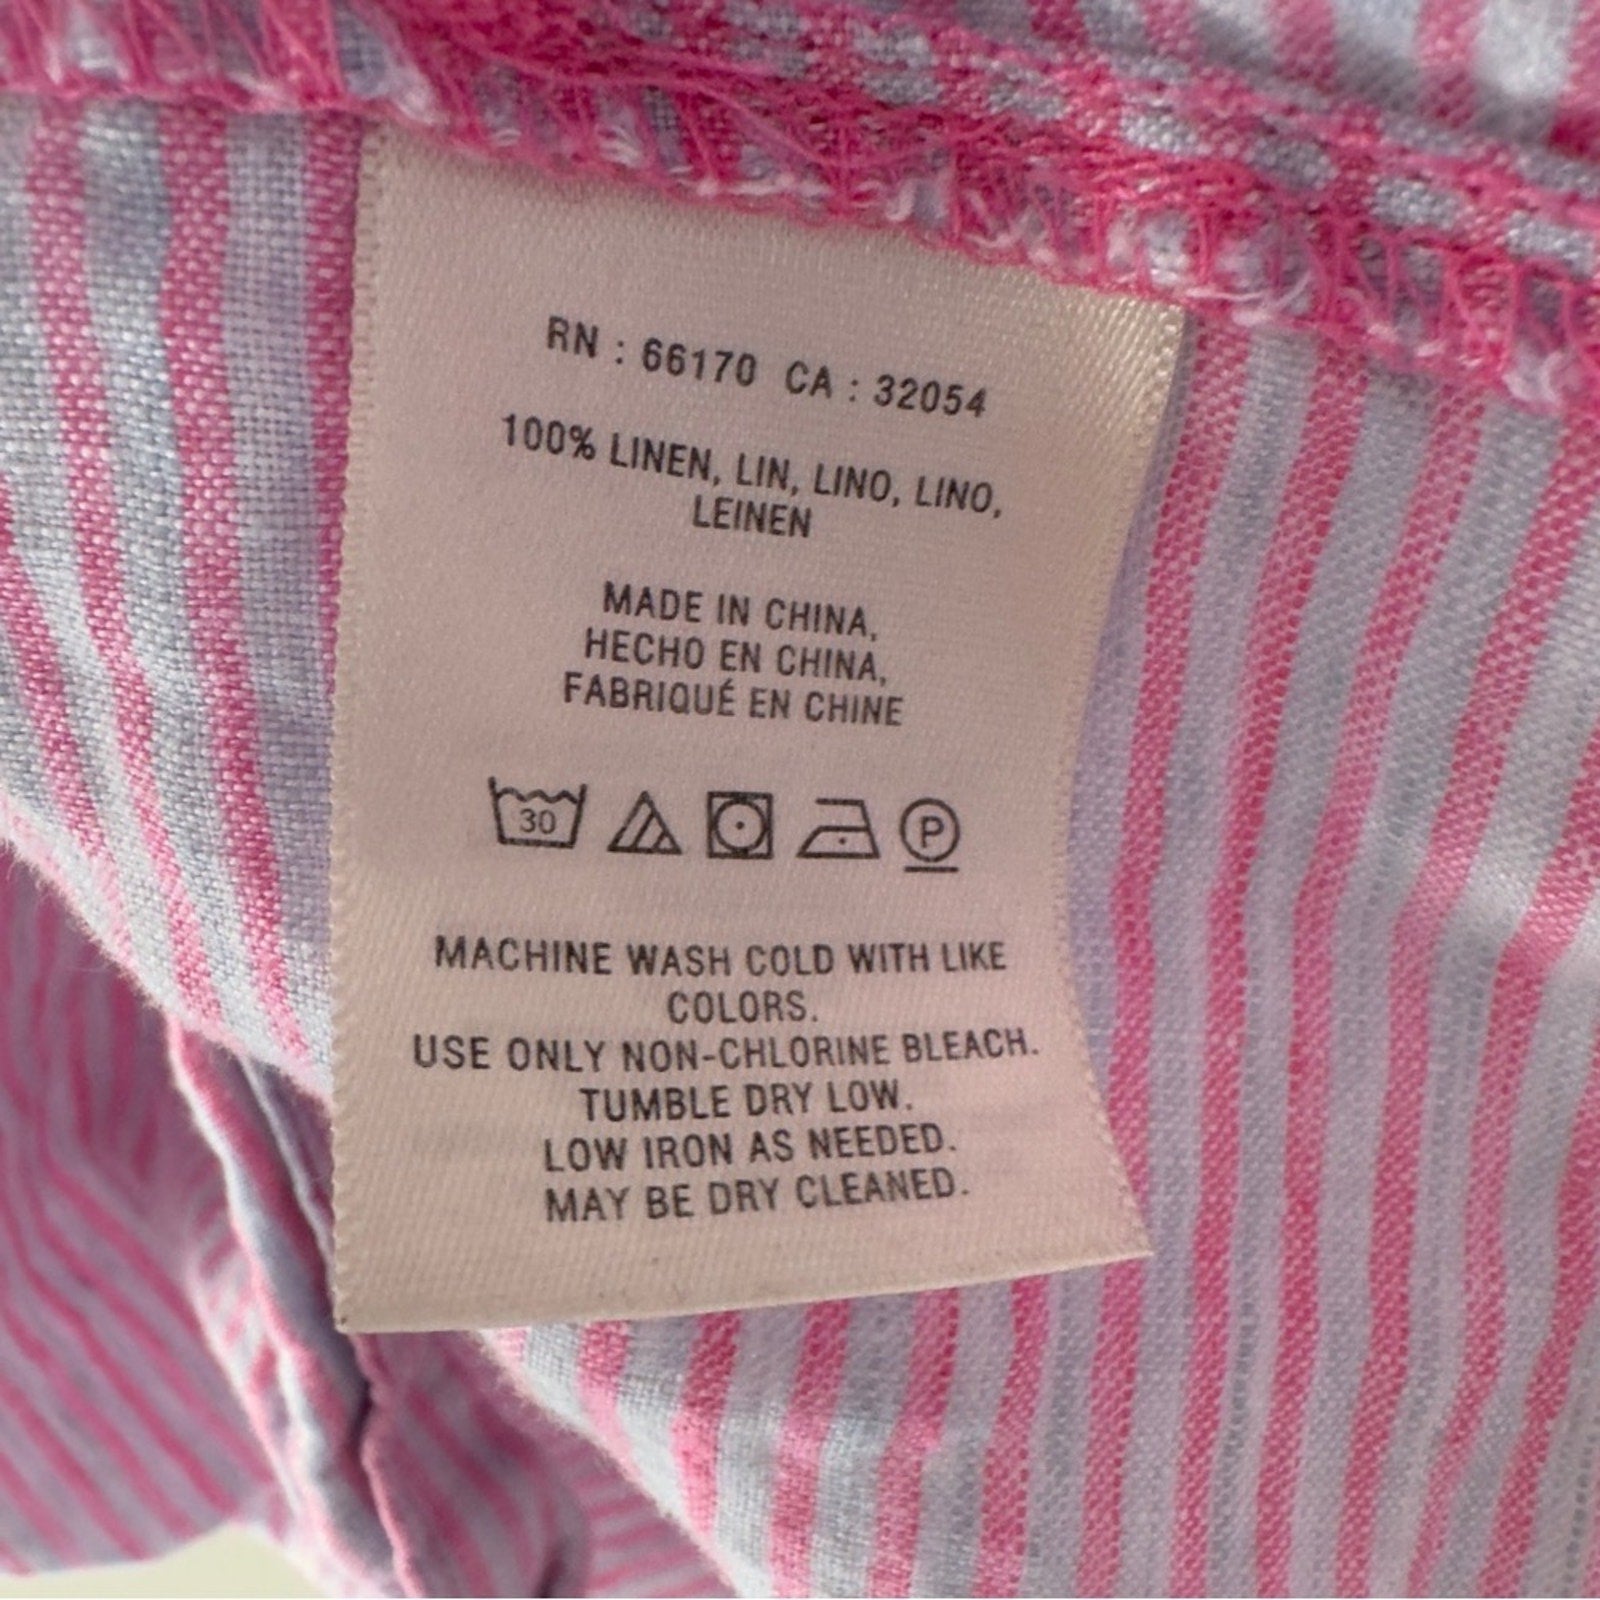 RN : 66170 CA : 32054
100% LINEN, LIN, LINO, LINO,
LEINEN
MADE IN CHINA,
HECHO EN CHINA,
FABRIQUÉ EN CHINE
30 P
MACHINE WASH COLD WITH LIKE
COLORS.
USE ONLY NON-CHLORINE BLEACH.
TUMBLE DRY LOW.
LOW IRON AS NEEDED.
MAY BE DRY CLEANED.